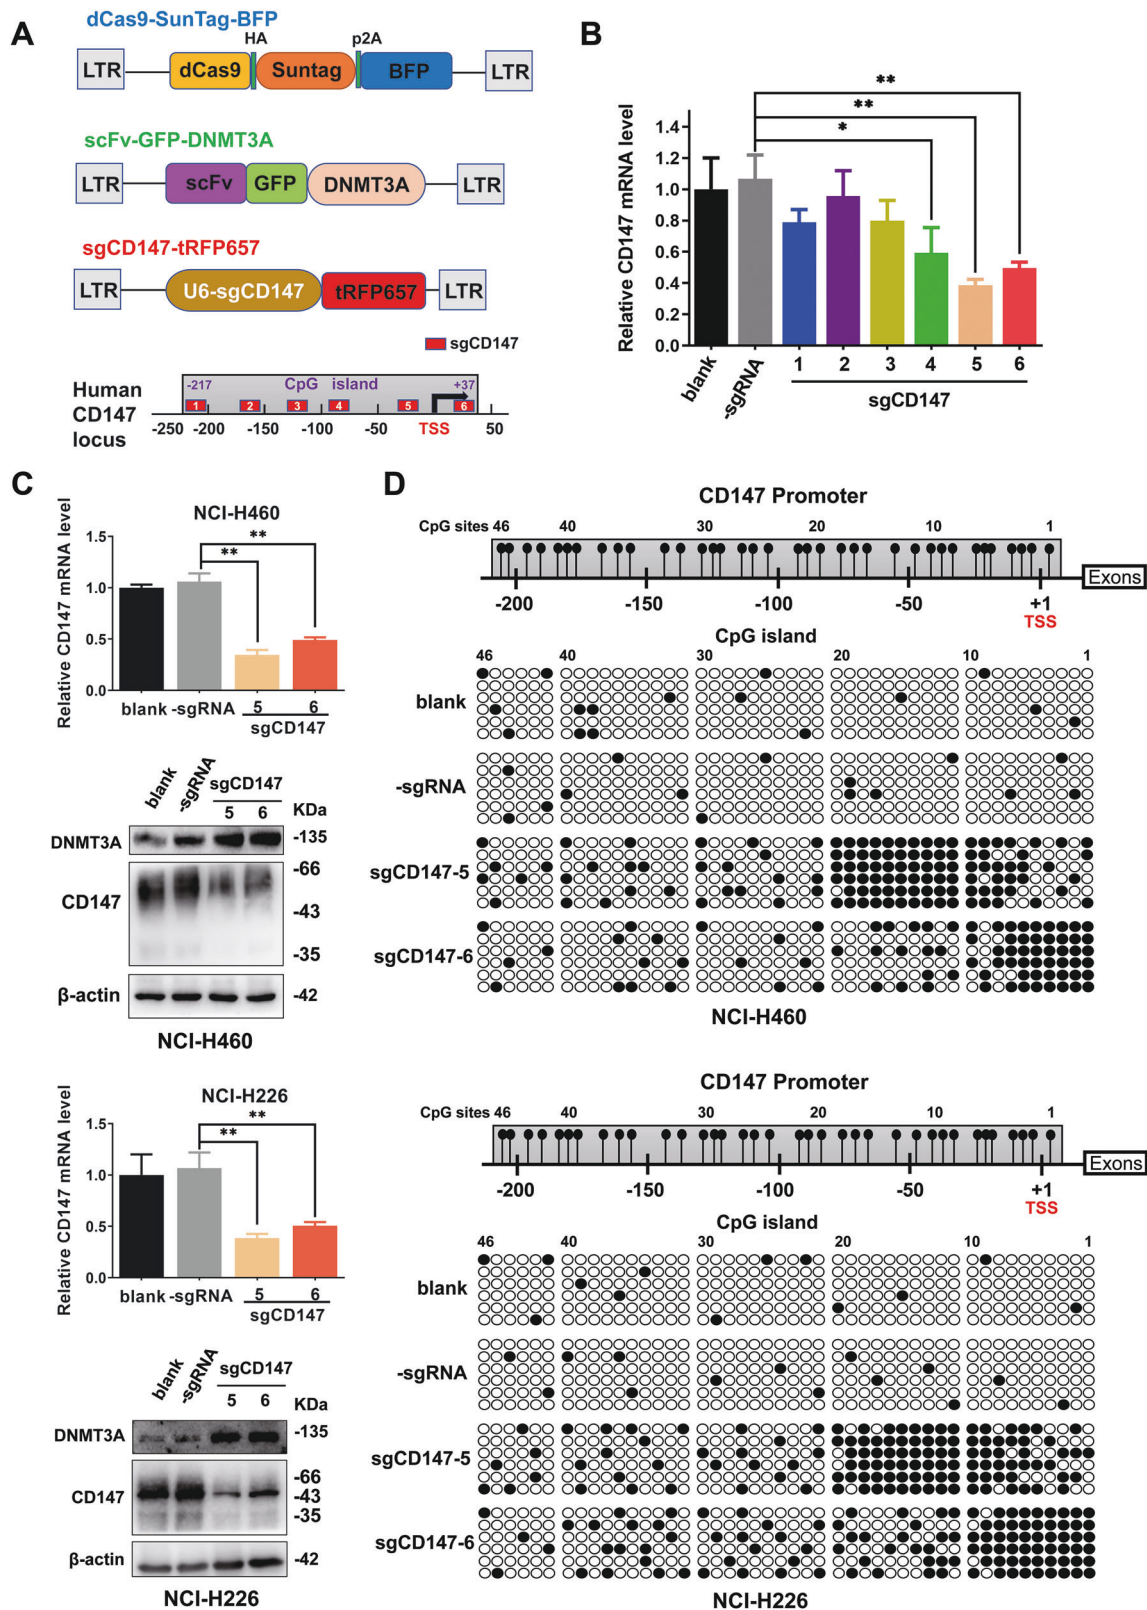 A
dCas9-SunTag-BFP
HA
p2A
LTR
dCas9
Suntag
BFP
LTR
scFv-GFP-DNMT3A
LTR
scFv
GFP
DNMT3A
LTR
sgCD147-tRFP657
LTR
U6-sgCD147
tRFP657
LTR
sgCD147
Human CD147 locus
-217
CpG island
+37
1 2 3 4 5 6
-250 -200 -150 -100 -50 TSS 50
B
Relative CD147 mRNA level
1.4
1.2
1.0
0.8
0.6
0.4
0.2
0.0
**
**
*
blank -sgRNA 1 2 3 4 5 6
sgCD147
C
NCI-H460
Relative CD147 mRNA level
1.5
1.0
0.5
0.0
**
**
blank -sgRNA 5 6
sgCD147
blank -sgRNA sgCD147
5 6 KDa
DNMT3A -135
CD147 -66
-43
-35
β-actin -42
NCI-H460
NCI-H226
Relative CD147 mRNA level
1.5
1.0
0.5
0.0
**
**
blank -sgRNA 5 6
sgCD147
blank -sgRNA sgCD147
5 6 KDa
DNMT3A -135
CD147 -66
-43
-35
β-actin -42
NCI-H226
D
CD147 Promoter
CpG sites 46 40 30 20 10 1
Exons
-200 -150 -100 -50 +1
TSS
CpG island
46 40 30 20 10 1
blank
-sgRNA
sgCD147-5
sgCD147-6
NCI-H460
CD147 Promoter
CpG sites 46 40 30 20 10 1
Exons
-200 -150 -100 -50 +1
TSS
CpG island
46 40 30 20 10 1
blank
-sgRNA
sgCD147-5
sgCD147-6
NCI-H226